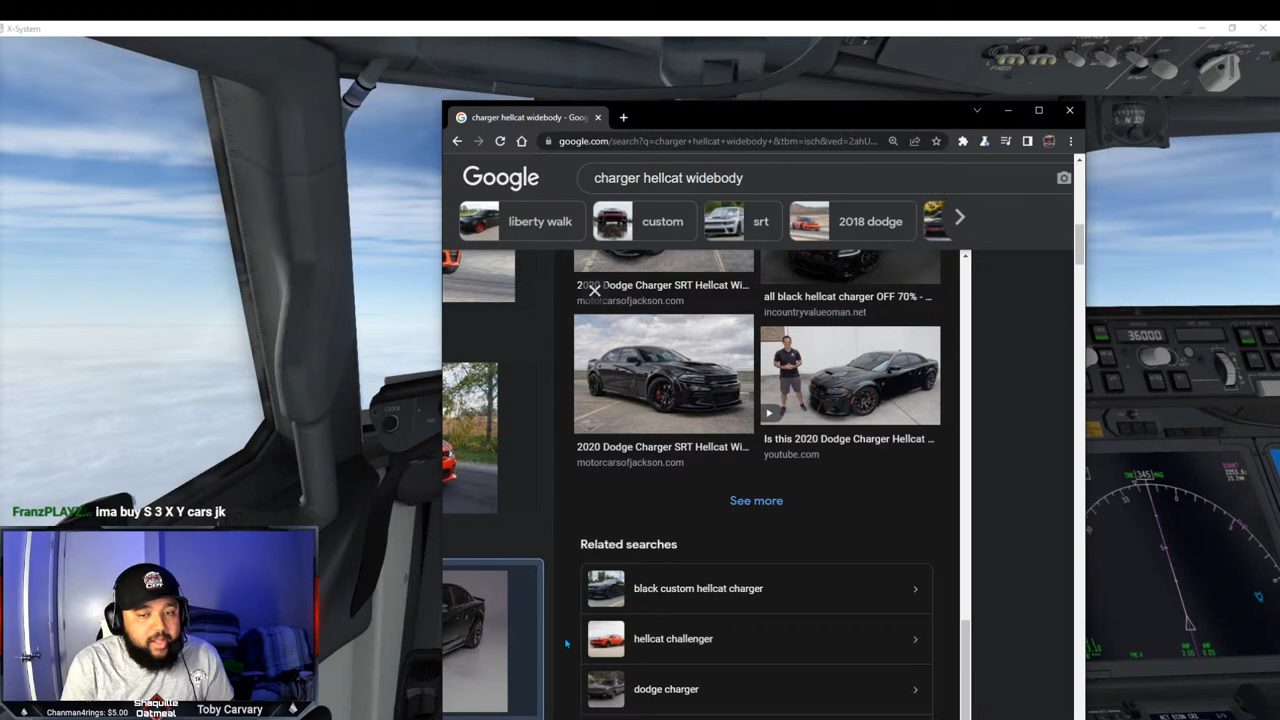 X-System
charger hellcat widebody - Goog
google.com/search?q=charger+hellcat+widebody+&tbm=isch&ved=2ahU...
Google
charger hellcat widebody
liberty walk
custom
srt
2018 dodge
2020 Dodge Charger SRT Hellcat Wi...
motorcarsofjackson.com
all black hellcat charger OFF 70% - ...
incountryvalueoman.net
2020 Dodge Charger SRT Hellcat Wi...
motorcarsofjackson.com
Is this 2020 Dodge Charger Hellcat ...
youtube.com
See more
Related searches
black custom hellcat charger
hellcat challenger
dodge charger
36000
CLOCK
345
MAG
FranzPLAYZ... ima buy S 3 X Y cars jk
Chanman4rings: $5.00
Shaquille
Oatmeal
Toby Carvary